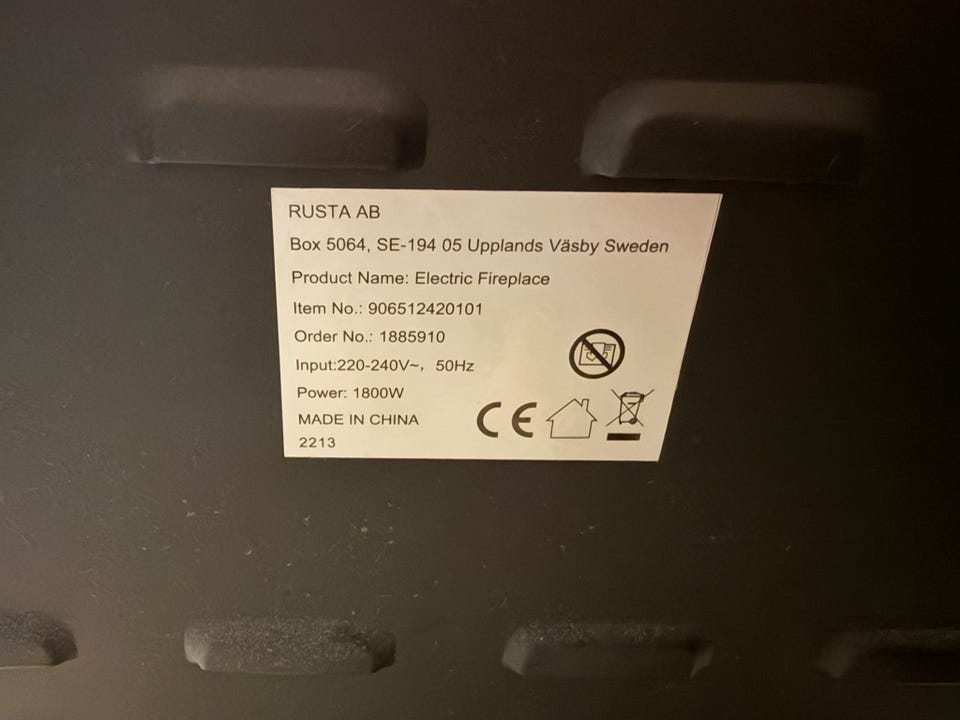 RUSTA AB
Box 5064, SE-194 05 Upplands Väsby Sweden
Product Name: Electric Fireplace
Item No.: 906512420101
Order No.: 1885910
Input:220-240V~, 50Hz
Power: 1800W
MADE IN CHINA
2213
CE